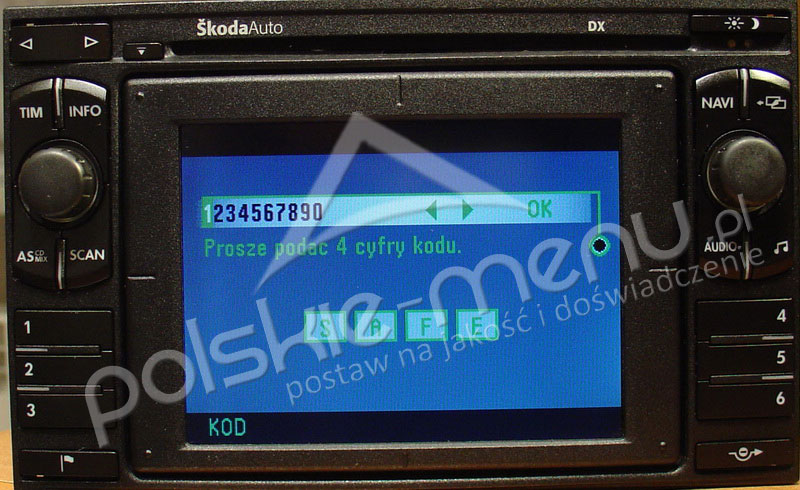 ŠkodaAuto
DX
TIM
INFO
NAVI
1234567890
OK
Prosze podac 4 cyfry kodu.
AS CD MIX
SCAN
AUDIO
S A F E
1
2
3
4
5
6
KOD
polskie-menu.pl
postaw na jakość i doświadczenie